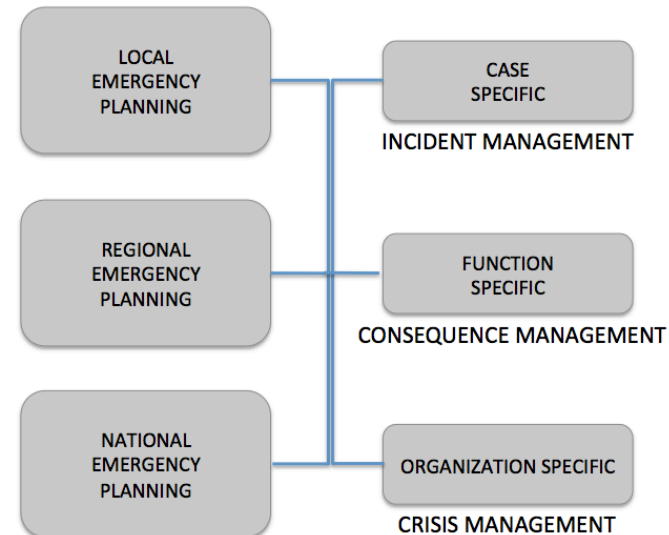 LOCAL
EMERGENCY
PLANNING
CASE
SPECIFIC
INCIDENT MANAGEMENT
REGIONAL
EMERGENCY
PLANNING
FUNCTION
SPECIFIC
CONSEQUENCE MANAGEMENT
NATIONAL
EMERGENCY
PLANNING
ORGANIZATION SPECIFIC
CRISIS MANAGEMENT